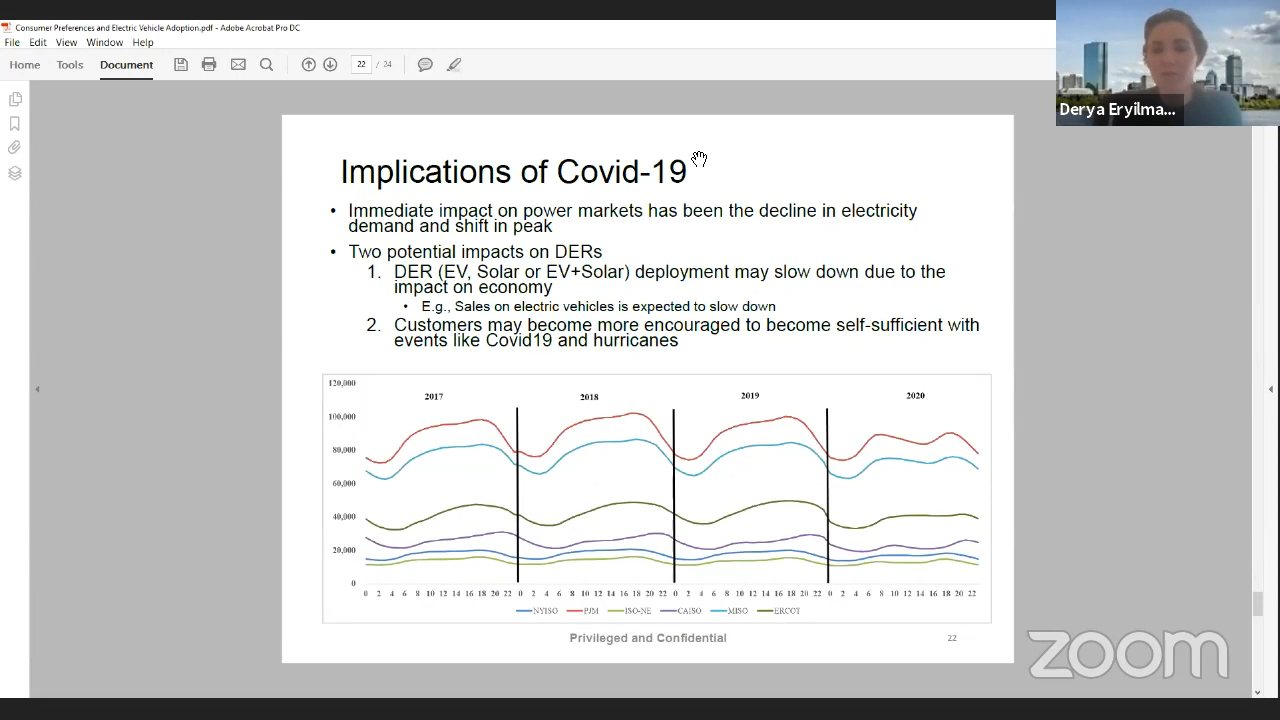 Consumer Preferences and Electric Vehicle Adoption.pdf - Adobe Acrobat Pro DC
File Edit View Window Help
Home Tools Document 22 / 24
Derya Eryilma...
Implications of Covid-19
• Immediate impact on power markets has been the decline in electricity
demand and shift in peak
• Two potential impacts on DERs
1. DER (EV, Solar or EV+Solar) deployment may slow down due to the
impact on economy
• E.g., Sales on electric vehicles is expected to slow down
2. Customers may become more encouraged to become self-sufficient with
events like Covid19 and hurricanes
120,000
2017 2018 2019 2020
100,000
80,000
60,000
40,000
20,000
0
0 2 4 6 8 10 12 14 16 18 20 22 0 2 4 6 8 10 12 14 16 18 20 22 0 2 4 6 8 10 12 14 16 18 20 22 0 2 4 6 8 10 12 14 16 18 20 22
NYISO PJM ISO-NE CAISO MISO ERCOT
Privileged and Confidential 22
zoom